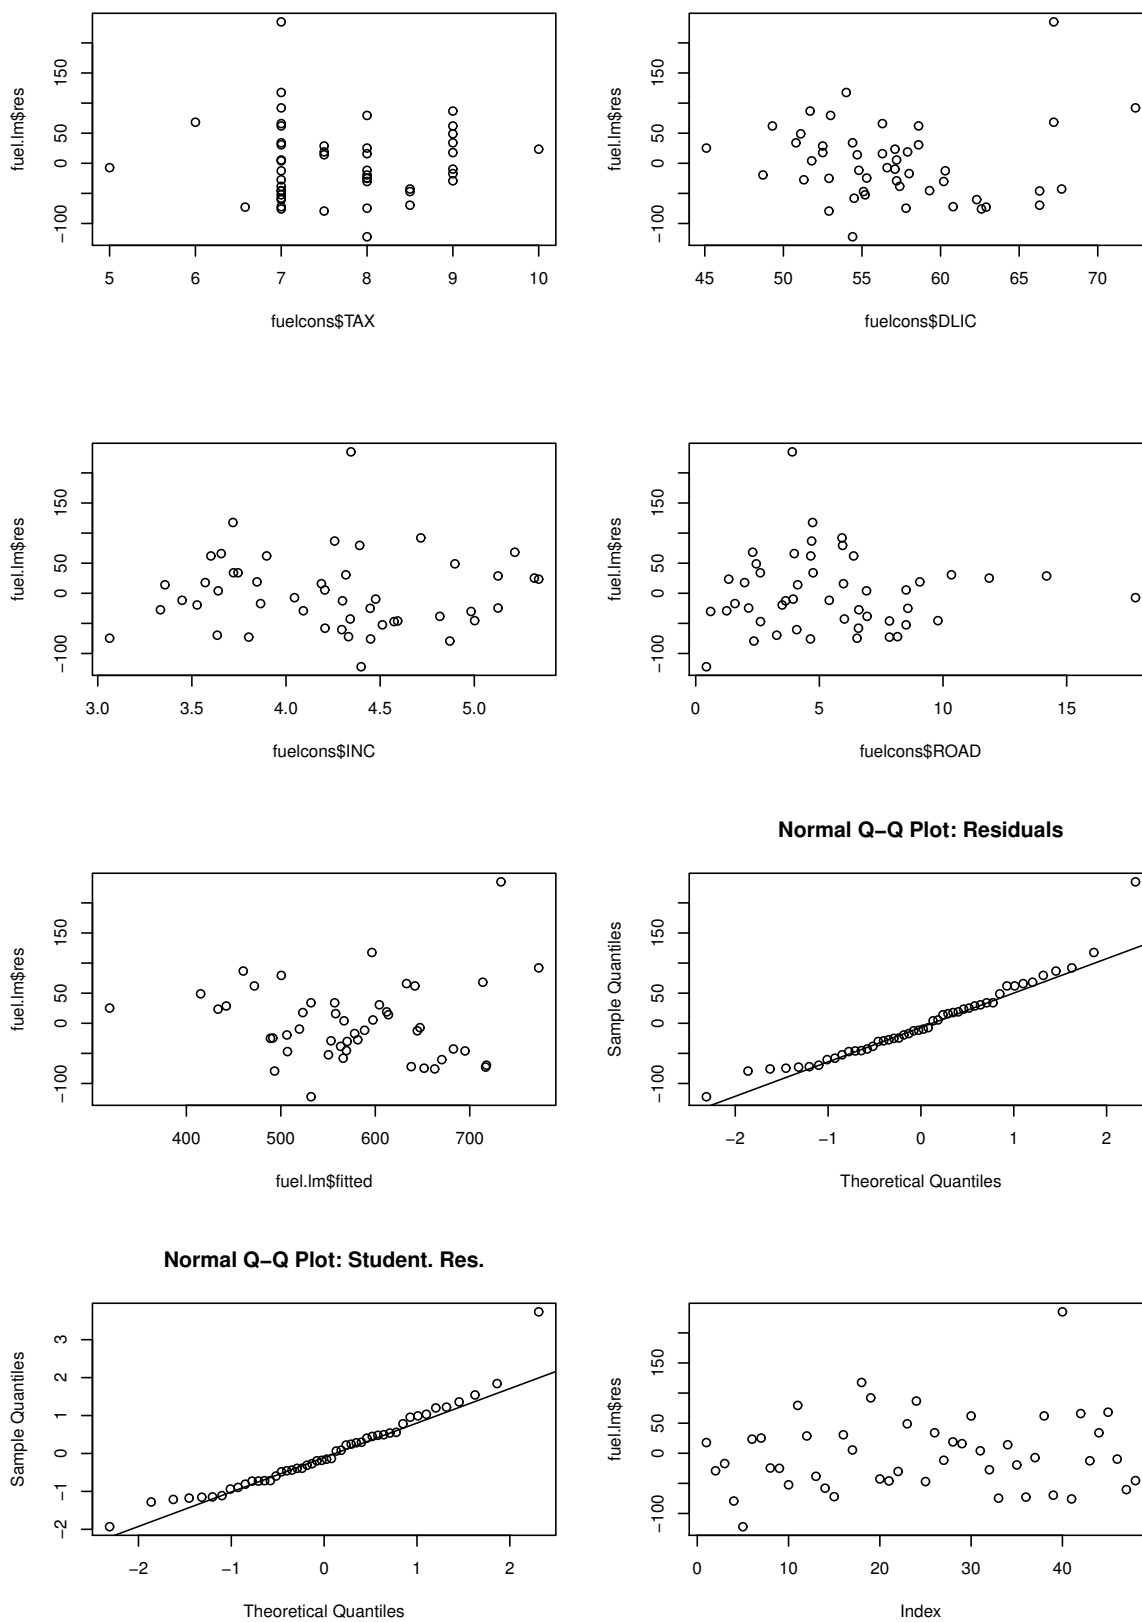 fuel.lm$res
−100 0 50 150
5 6 7 8 9 10
fuelcons$TAX
fuel.lm$res
−100 0 50 150
45 50 55 60 65 70
fuelcons$DLIC
fuel.lm$res
−100 0 50 150
3.0 3.5 4.0 4.5 5.0
fuelcons$INC
fuel.lm$res
−100 0 50 150
0 5 10 15
fuelcons$ROAD
fuel.lm$res
−100 0 50 150
400 500 600 700
fuel.lm$fitted
Normal Q−Q Plot: Residuals
Sample Quantiles
−100 0 50 150
−2 −1 0 1 2
Theoretical Quantiles
Normal Q−Q Plot: Student. Res.
Sample Quantiles
−2 −1 0 1 2 3
−2 −1 0 1 2
Theoretical Quantiles
fuel.lm$res
−100 0 50 150
0 10 20 30 40
Index